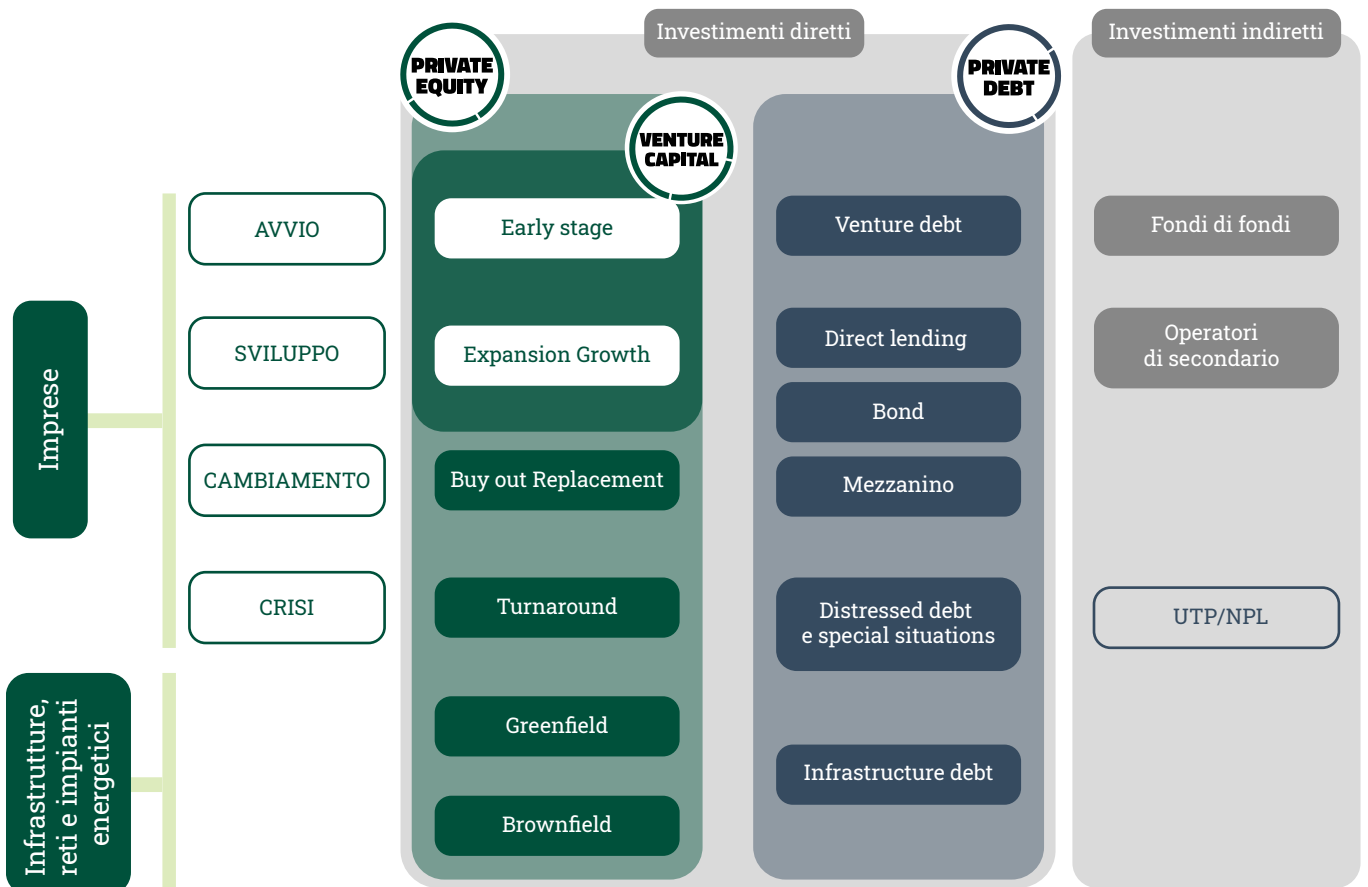 Investimenti diretti
Investimenti indiretti
PRIVATE
EQUITY
PRIVATE
DEBT
VENTURE
CAPITAL
Imprese
AVVIO
Early stage
Venture debt
Fondi di fondi
SVILUPPO
Expansion Growth
Direct lending
Operatori
di secondario
Bond
CAMBIAMENTO
Buy out Replacement
Mezzanino
CRISI
Turnaround
Distressed debt
e special situations
UTP/NPL
Infrastrutture,
reti e impianti
energetici
Greenfield
Infrastructure debt
Brownfield